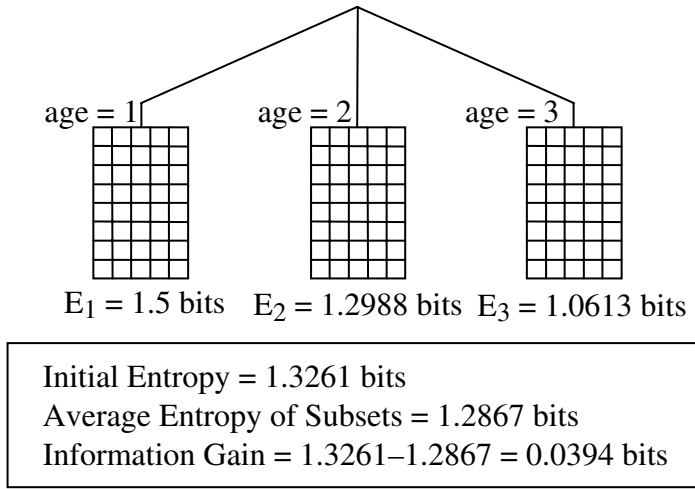 age = 1 age = 2 age = 3
E1 = 1.5 bits E2 = 1.2988 bits E3 = 1.0613 bits
Initial Entropy = 1.3261 bits
Average Entropy of Subsets = 1.2867 bits
Information Gain = 1.3261–1.2867 = 0.0394 bits